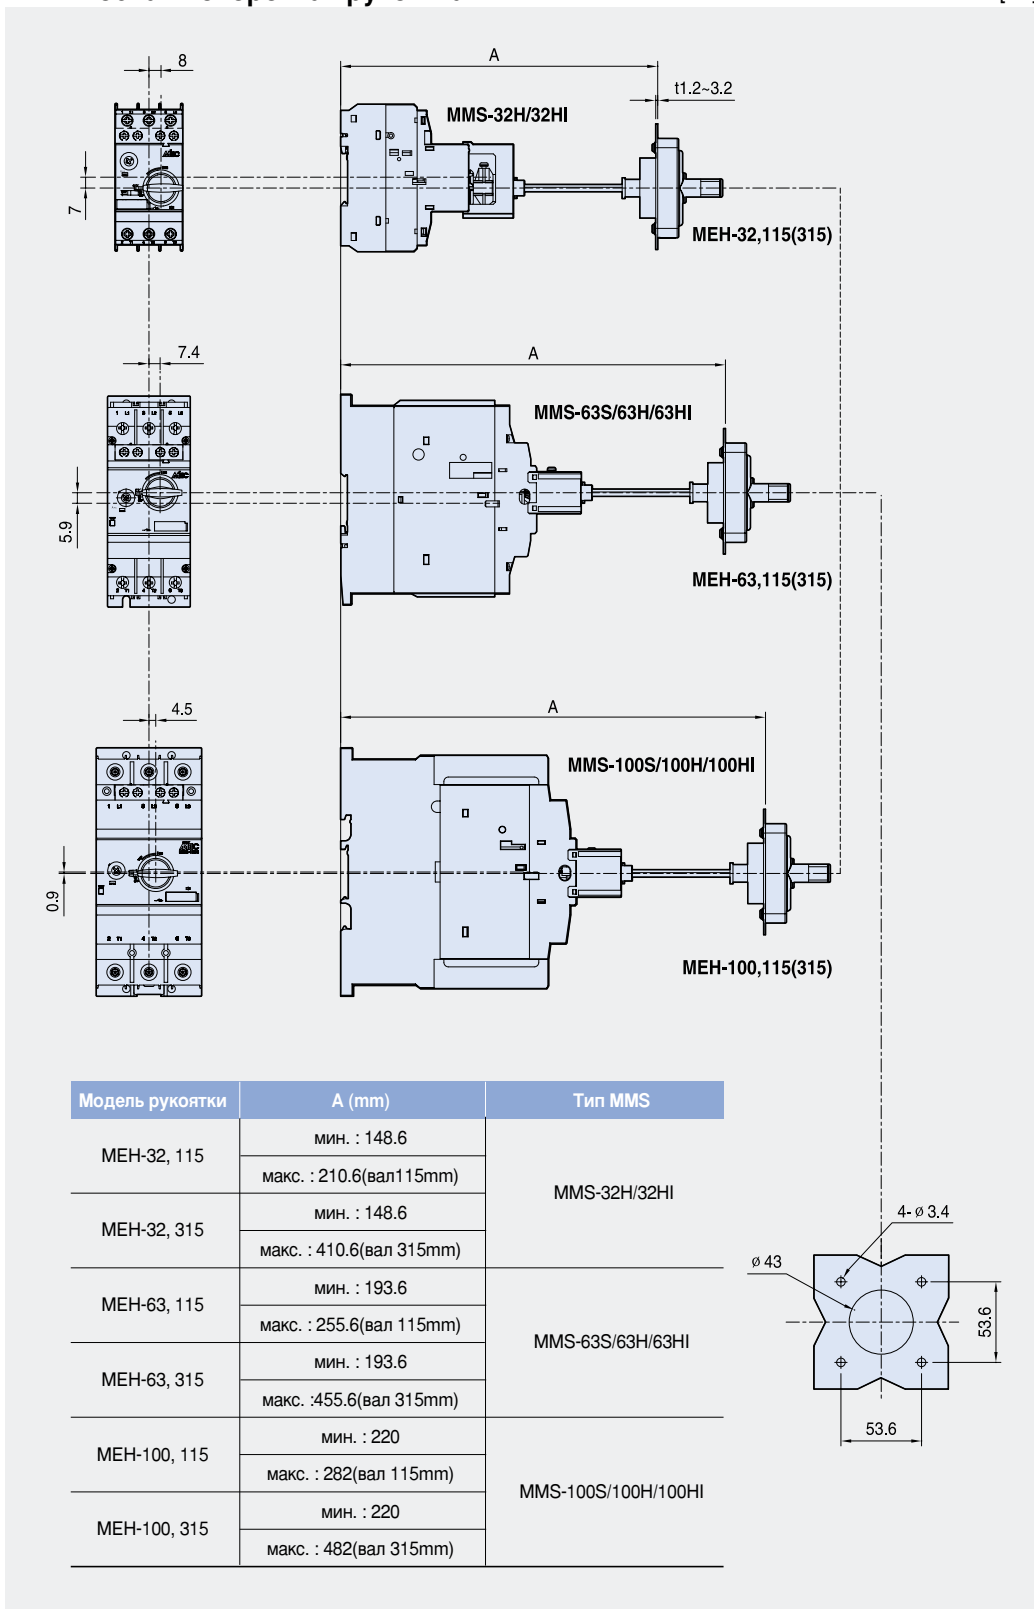 8
A
t1.2~3.2
MMS-32H/32HI
7
MEH-32,115(315)
7.4
A
MMS-63S/63H/63HI
5.9
MEH-63,115(315)
4.5
A
MMS-100S/100H/100HI
0.9
MEH-100,115(315)
Модель рукоятки A (mm) Тип MMS
MEH-32, 115 мин. : 148.6
макс. : 210.6(вал115mm)
MMS-32H/32HI
MEH-32, 315 мин. : 148.6
макс. : 410.6(вал 315mm)
MEH-63, 115 мин. : 193.6
макс. : 255.6(вал 115mm)
MMS-63S/63H/63HI
MEH-63, 315 мин. : 193.6
макс. :455.6(вал 315mm)
MEH-100, 115 мин. : 220
макс. : 282(вал 115mm)
MMS-100S/100H/100HI
MEH-100, 315 мин. : 220
макс. : 482(вал 315mm)
4- ø 3.4
ø 43
53.6
53.6